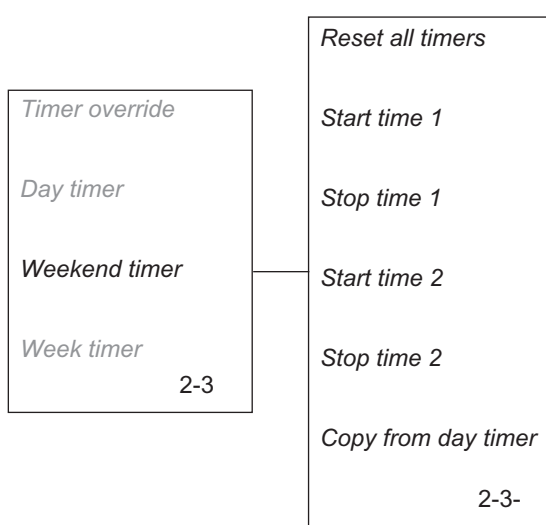 Timer override
Day timer
Weekend timer
Week timer
2-3
Reset all timers
Start time 1
Stop time 1
Start time 2
Stop time 2
Copy from day timer
2-3-